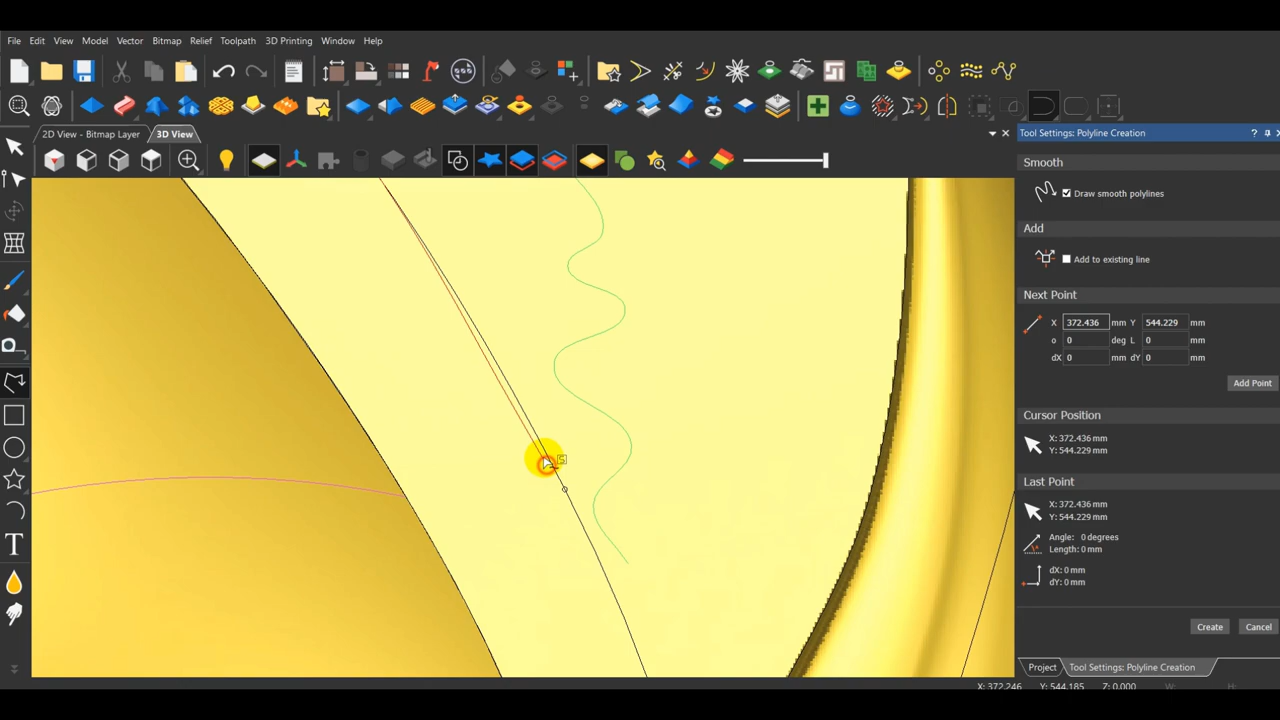 File Edit View Model Vector Bitmap Relief Toolpath 3D Printing Window Help
2D View - Bitmap Layer 3D View
Tool Settings: Polyline Creation
Smooth
Draw smooth polylines
Add
Add to existing line
Next Point
X 372.436 mm Y 544.229 mm
o 0 deg L 0 mm
dX 0 mm dY 0 mm
Add Point
Cursor Position
X: 372.436 mm
Y: 544.229 mm
Last Point
X: 372.436 mm
Y: 544.229 mm
Angle: 0 degrees
Length: 0 mm
dX: 0 mm
dY: 0 mm
Create Cancel
Project Tool Settings: Polyline Creation
X: 372.246 Y: 544.185 Z: 0.000 W: H: